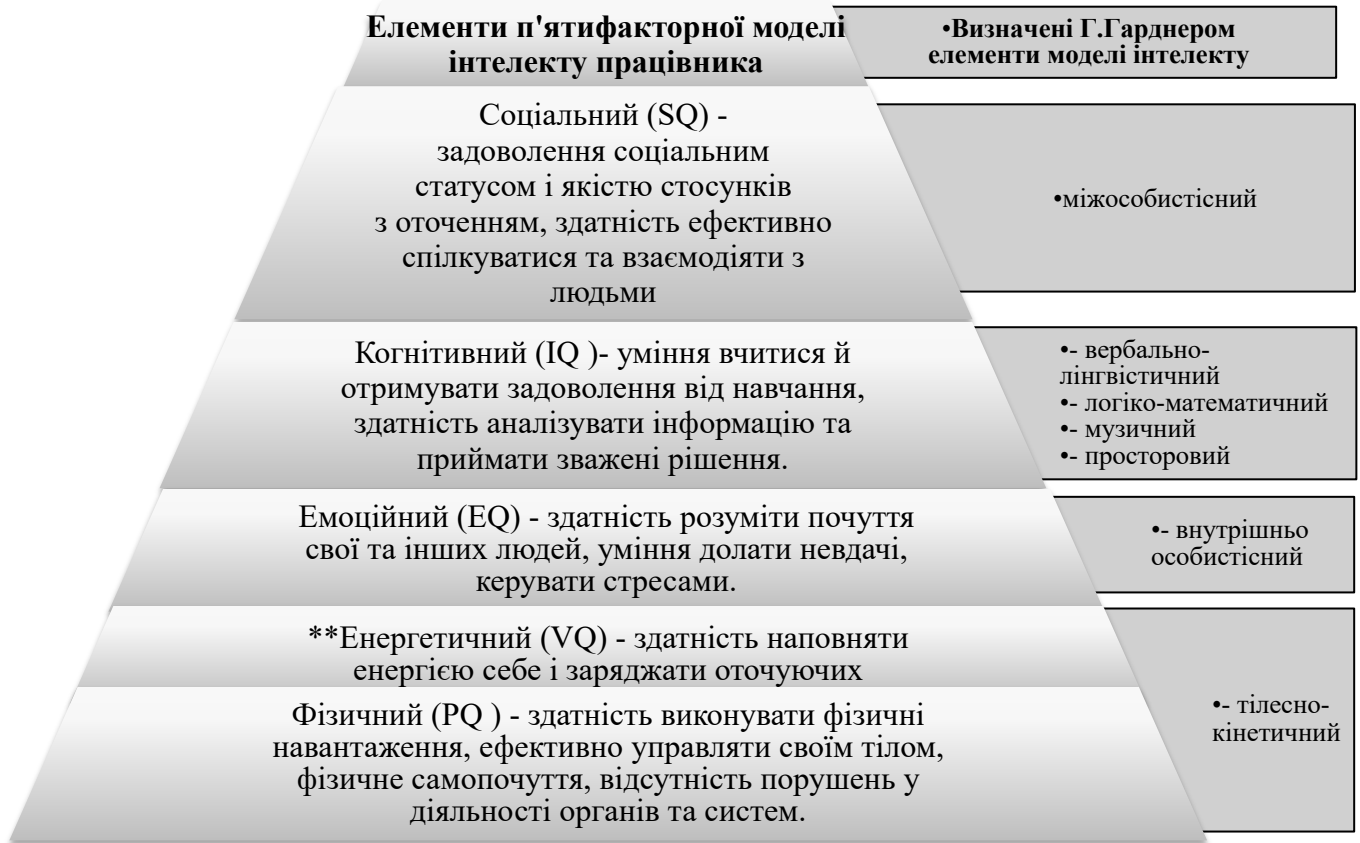 Елементи п'ятифакторної моделі
інтелекту працівника
•Визначені Г.Гарднером
елементи моделі інтелекту
Соціальний (SQ) -
задоволення соціальним
статусом і якістю стосунків
з оточенням, здатність ефективно
спілкуватися та взаємодіяти з
людьми
•міжособистісний
Когнітивний (IQ )- уміння вчитися й
отримувати задоволення від навчання,
здатність аналізувати інформацію та
приймати зважені рішення.
•- вербально-
лінгвістичний
•- логіко-математичний
•- музичний
•- просторовий
Емоційний (EQ) - здатність розуміти почуття
свої та інших людей, уміння долати невдачі,
керувати стресами.
•- внутрішньо
особистісний
**Енергетичний (VQ) - здатність наповняти
енергією себе і заряджати оточуючих
Фізичний (PQ ) - здатність виконувати фізичні
навантаження, ефективно управляти своїм тілом,
фізичне самопочуття, відсутність порушень у
діяльності органів та систем.
•- тілесно-
кінетичний